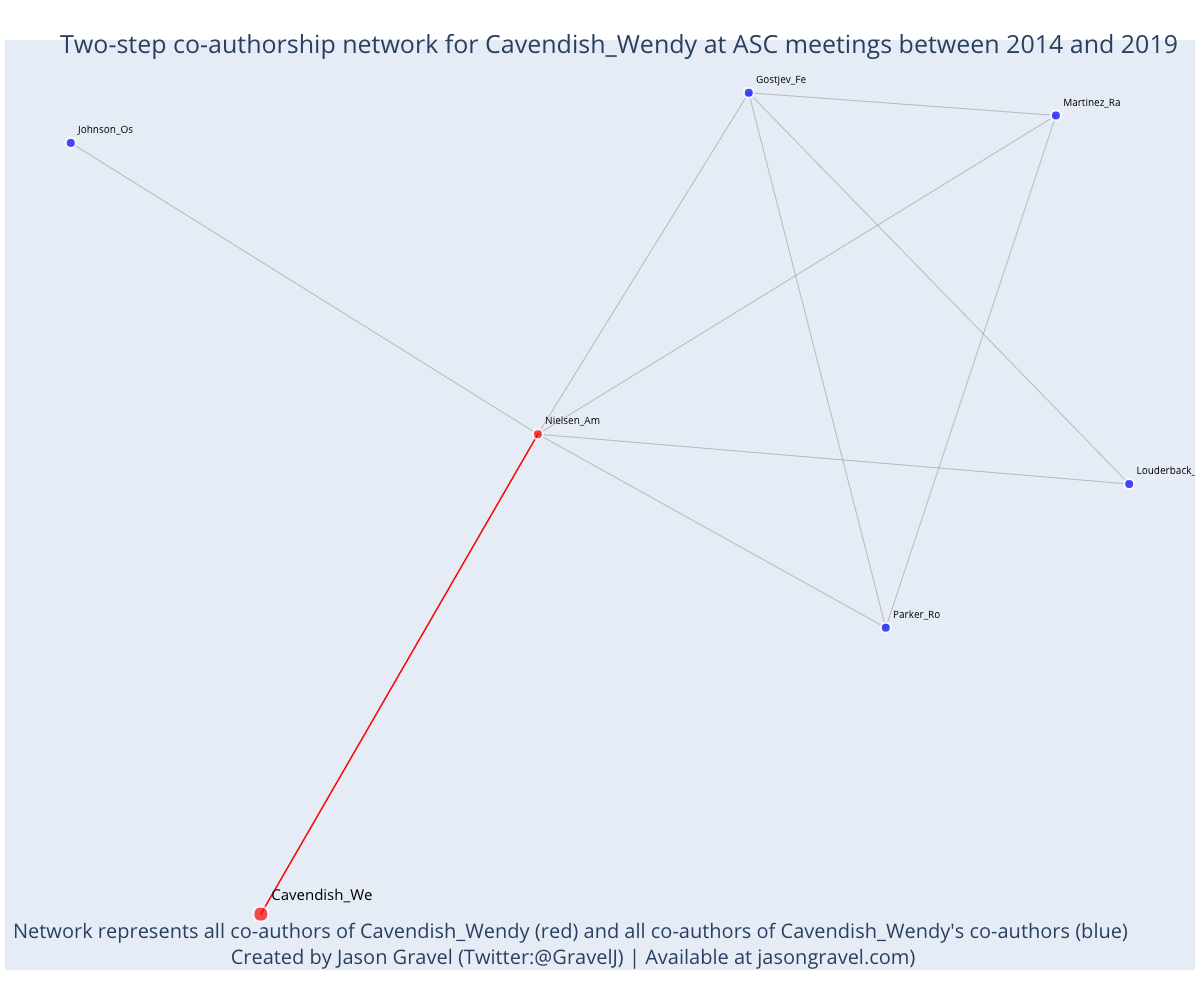 Two-step co-authorship network for Cavendish_Wendy at ASC meetings between 2014 and 2019
Gostjev_Fe
Martinez_Ra
Johnson_Os
Nielsen_Am
Louderback_
Parker_Ro
Cavendish_We
Network represents all co-authors of Cavendish_Wendy (red) and all co-authors of Cavendish_Wendy's co-authors (blue)
Created by Jason Gravel (Twitter:@GravelJ) | Available at jasongravel.com)